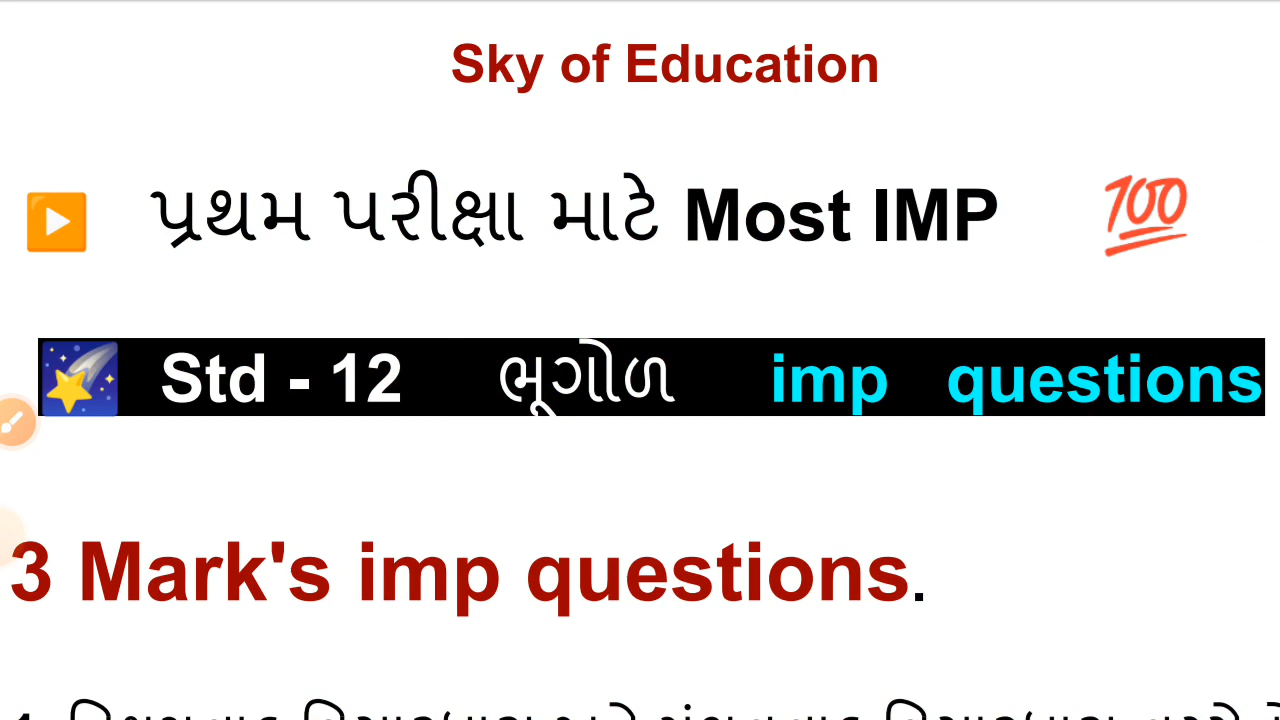 Sky of Education
▶️ પ્રથમ પરીક્ષા માટે Most IMP 💯
🌠 Std - 12 ભૂગોળ imp questions
3 Mark's imp questions.